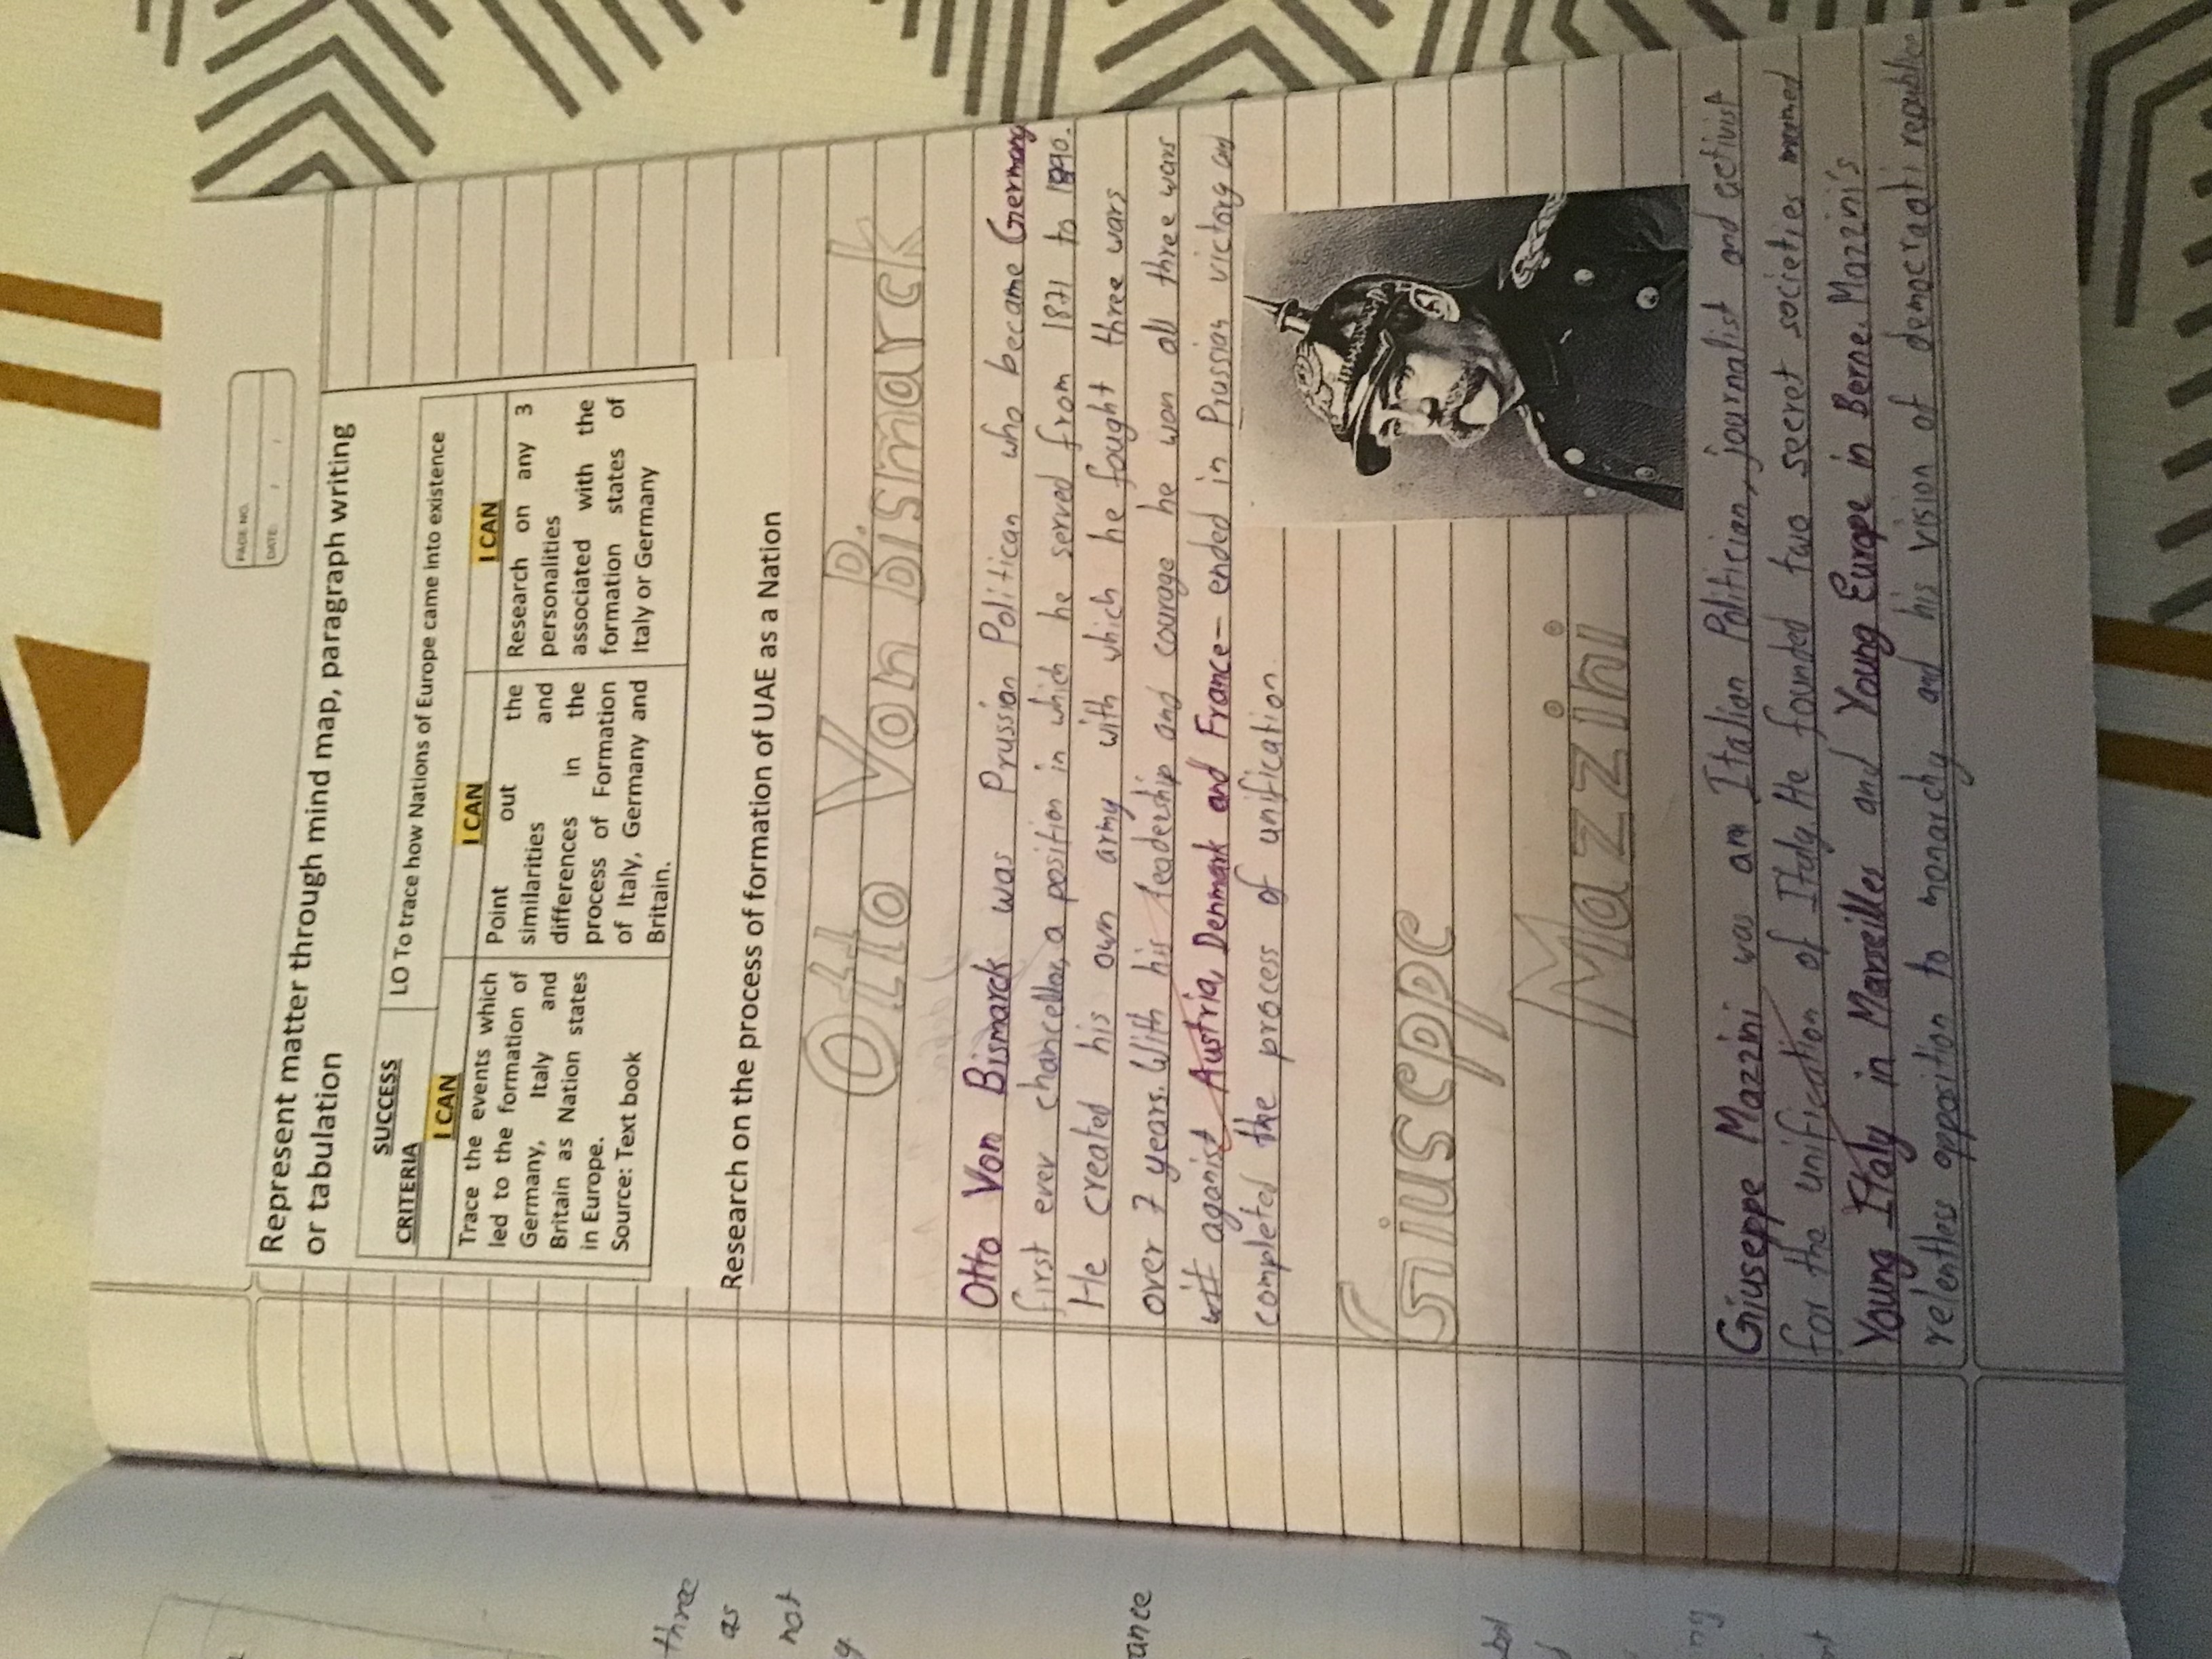 PAGE NO.
DATE: / /
Represent matter through mind map, paragraph writing
or tabulation
SUCCESS
CRITERIA
LO To trace how Nations of Europe came into existence
I CAN
Trace the events which
led to the formation of
Germany, Italy and
Britain as Nation states
in Europe.
Source: Text book
I CAN
Point out the
similarities and
differences in the
process of Formation
of Italy, Germany and
Britain.
I CAN
Research on any 3
personalities
associated with the
formation states of
Italy or Germany
Research on the process of formation of UAE as a Nation
Otto Von Bismarck
Otto Von Bismarck was Prussian Politican who became Germany
first ever chancellor, a position in which he served from 1871 to 1890.
He created his own army with which he fought three wars
over 7 years. With his leadership and courage he won all three wars
wit aganist Austria, Denmark and France- ended in Prussian victory and
completed the process of unification
Giuseppe
Mazzini
Giuseppe Mazzini was an Italian Politician, journalist and activist
for the unification of Italy. He founded two secret societies
Young Italy in Marseilles and Young Europe in Berne. Mazzini's
relentless opposition to monarchy and his vision of republics
three
as
not
y
ance
bol
ing